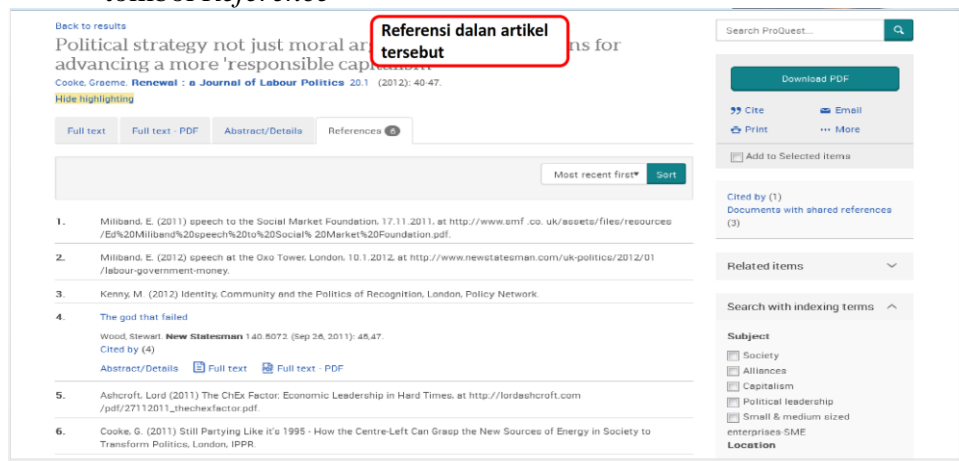 tombol Reference
Back to results
Political strategy not just moral ar ns for
advancing a more 'responsible capitalism'
Referensi dalan artikel
tersebut
Cooke, Graeme. Renewal : a Journal of Labour Politics 20.1 (2012): 40-47.
Hide highlighting
Full text Full text - PDF Abstract/Details References 6
Most recent first Sort
1. Miliband, E. (2011) speech to the Social Market Foundation, 17.11.2011, at http://www.smf .co. uk/assets/files/resources
/Ed%20Miliband%20speech%20to%20Social% 20Market%20Foundation.pdf.
2. Miliband, E. (2012) speech at the Oxo Tower, London, 10.1.2012, at http://www.newstatesman.com/uk-politics/2012/01
/labour-government-money.
3. Kenny, M. (2012) Identity, Community and the Politics of Recognition, London, Policy Network.
4. The god that failed
Wood, Stewart. New Statesman 140.5072 (Sep 26, 2011): 46,47.
Cited by (4)
Abstract/Details Full text Full text - PDF
5. Ashcroft, Lord (2011) The ChEx Factor: Economic Leadership in Hard Times, at http://lordashcroft.com
/pdf/27112011_thechexfactor.pdf.
6. Cooke, G. (2011) Still Partying Like it's 1995 - How the Centre-Left Can Grasp the New Sources of Energy in Society to
Transform Politics, London, IPPR.
Search ProQuest...
Download PDF
Cite Email
Print ... More
Add to Selected items
Cited by (1)
Documents with shared references
(3)
Related items
Search with indexing terms
Subject
Society
Alliances
Capitalism
Political leadership
Small & medium sized
enterprises-SME
Location